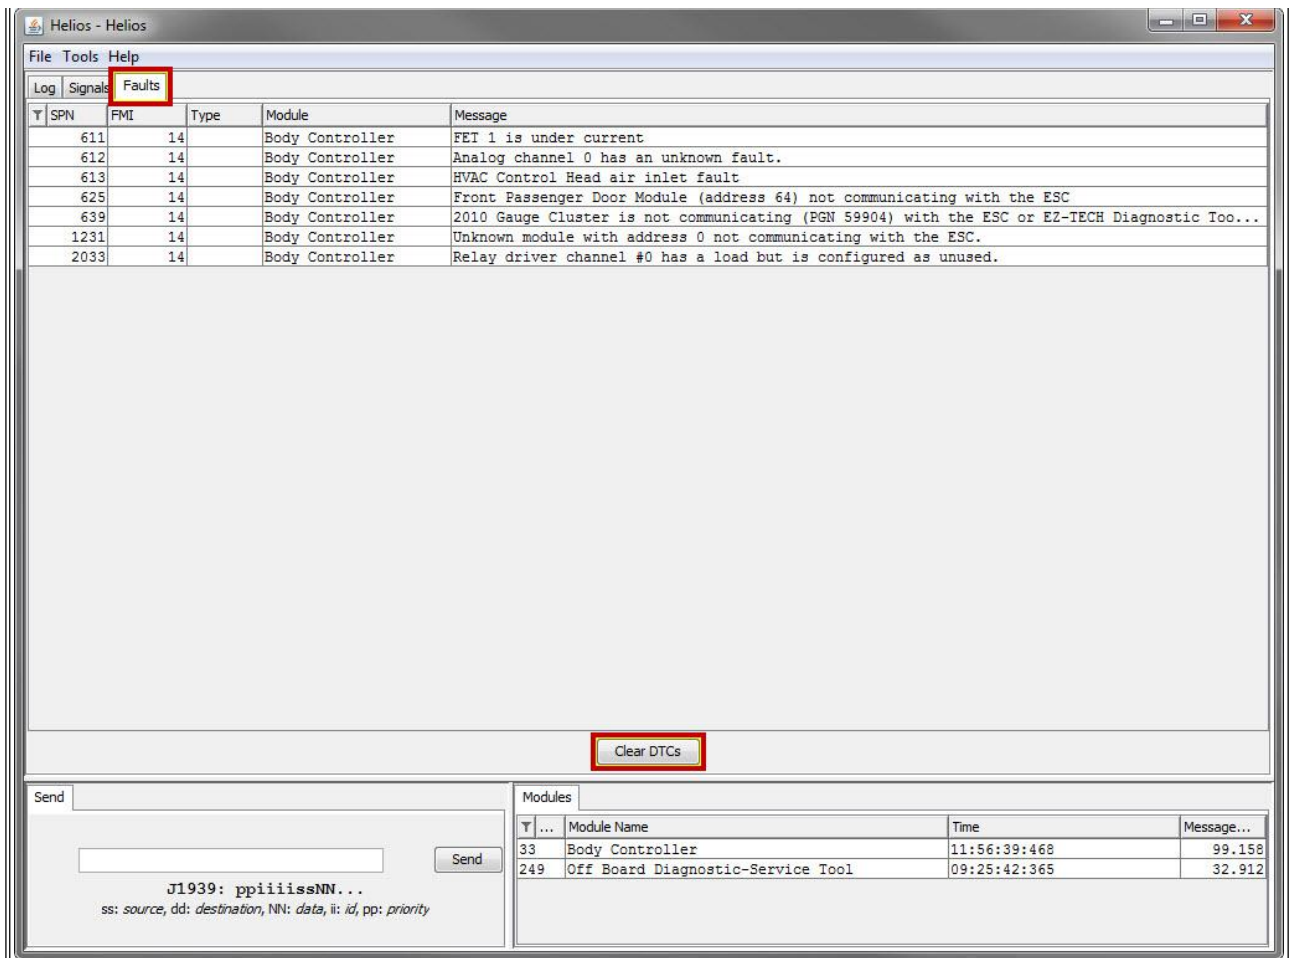 Helios - Helios
File Tools Help
Log Signals Faults
SPN FMI Type Module Message
611 14 Body Controller FET 1 is under current
612 14 Body Controller Analog channel 0 has an unknown fault.
613 14 Body Controller HVAC Control Head air inlet fault
625 14 Body Controller Front Passenger Door Module (address 64) not communicating with the ESC
639 14 Body Controller 2010 Gauge Cluster is not communicating (PGN 59904) with the ESC or EZ-TECH Diagnostic Too...
1231 14 Body Controller Unknown module with address 0 not communicating with the ESC.
2033 14 Body Controller Relay driver channel #0 has a load but is configured as unused.
Clear DTCs
Send
Send
J1939: ppiiiissNN...
ss: source, dd: destination, NN: data, ii: id, pp: priority
Modules
... Module Name Time Message...
33 Body Controller 11:56:39:468 99.158
249 Off Board Diagnostic-Service Tool 09:25:42:365 32.912